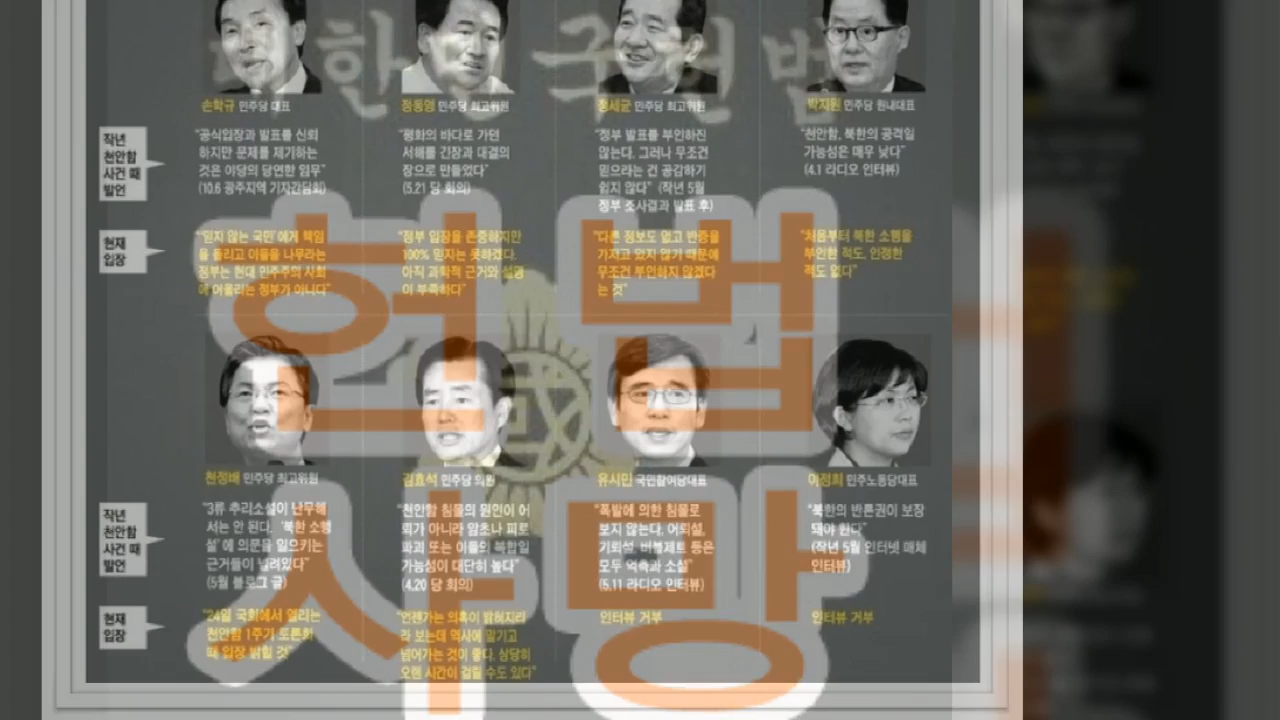 대한민국헌법
손학규 민주당 대표
정동영 민주당 최고위원
정세균 민주당 최고위원
박지원 민주당 원내대표
작년
천안함
사건 때
발언
"공식입장과 발표를 신뢰
하지만 문제를 제기하는
것은 야당의 당연한 임무"
(10.6 광주지역 기자간담회)
"평화의 바다로 가던
서해를 긴장과 대결의
장으로 만들었다"
(5.21 당 회의)
"정부 발표를 부인하진
않는다. 그러나 무조건
믿으라는 건 공감하기
쉽지 않다" (작년 5월
정부 조사결과 발표 후)
"천안함, 북한의 공격일
가능성은 매우 낮다"
(4.1 라디오 인터뷰)
현재
입장
"믿지 않는 국민에게 책임
을 돌리고 이들을 나무라는
정부는 현대 민주주의 사회
에 어울리는 정부가 아니다"
"정부 입장을 존중하지만
100% 믿지는 못하겠다.
아직 과학적 근거와 설명
이 부족하다"
"다른 정보도 없고 반증을
가지고 있지 않기 때문에
무조건 부인하지 않겠다
는 것"
"처음부터 북한 소행을
부인한 적도, 인정한
적도 없다"
헌법
사망
천정배 민주당 최고위원
김효석 민주당 의원
유시민 국민참여당대표
이정희 민주노동당대표
작년
천안함
사건 때
발언
"3류 추리소설이 난무해
서는 안 된다. '북한 소행
설'에 의문을 일으키는
근거들이 널려있다"
(5월 블로그 글)
"천안함 침몰의 원인이 어
뢰가 아니라 암초나 피로
파괴 또는 이들의 복합일
가능성이 대단히 높다"
(4.20 당 회의)
"폭발에 의한 침몰로
보지 않는다. 어뢰설,
기뢰설, 버블제트 등은
모두 억측과 소설"
(5.11 라디오 인터뷰)
"북한의 반론권이 보장
돼야 한다"
(작년 5월 인터넷 매체
인터뷰)
현재
입장
"24일 국회에서 열리는
천안함 1주기 토론회
때 입장 밝힐 것"
"언젠가는 의혹이 밝혀지리
라 보는데 역사에 맡기고
넘어가는 것이 좋다. 상당히
오랜 시간이 걸릴 수도 있다"
인터뷰 거부
인터뷰 거부